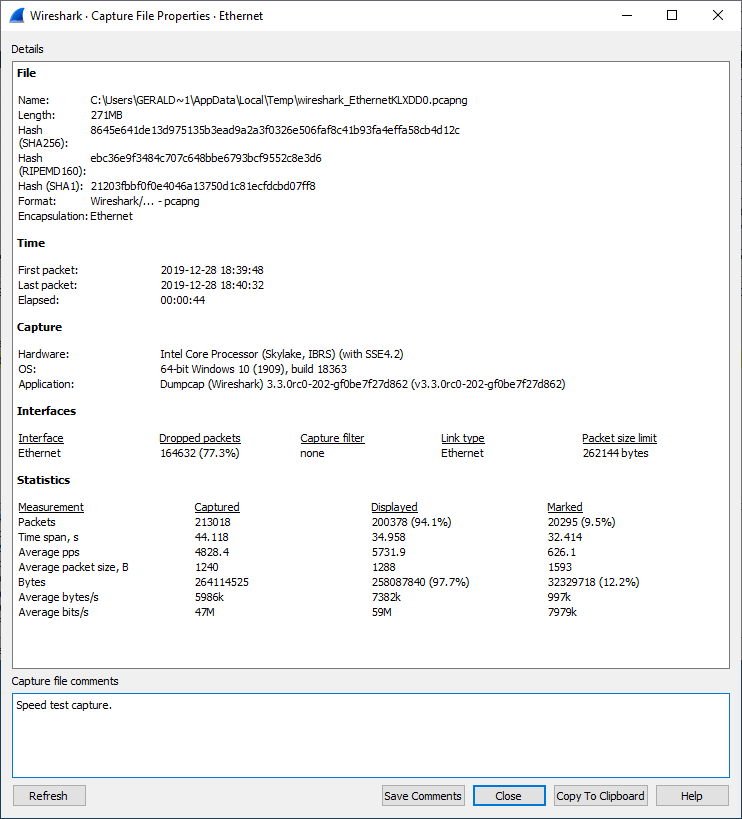 Wireshark · Capture File Properties · Ethernet
Details
File
Name: C:\Users\GERALD~1\AppData\Local\Temp\wireshark_EthernetKLXDD0.pcapng
Length: 271MB
Hash (SHA256): 8645e641de13d975135b3ead9a2a3f0326e506faf8c41b93fa4effa58cb4d12c
Hash (RIPEMD160): ebc36e9f3484c707c648bbe6793bcf9552c8e3d6
Hash (SHA1): 21203fbbf0f0e4046a13750d1c81ecfdcbd07ff8
Format: Wireshark/... - pcapng
Encapsulation: Ethernet
Time
First packet: 2019-12-28 18:39:48
Last packet: 2019-12-28 18:40:32
Elapsed: 00:00:44
Capture
Hardware: Intel Core Processor (Skylake, IBRS) (with SSE4.2)
OS: 64-bit Windows 10 (1909), build 18363
Application: Dumpcap (Wireshark) 3.3.0rc0-202-gf0be7f27d862 (v3.3.0rc0-202-gf0be7f27d862)
Interfaces
Interface Dropped packets Capture filter Link type Packet size limit
Ethernet 164632 (77.3%) none Ethernet 262144 bytes
Statistics
Measurement Captured Displayed Marked
Packets 213018 200378 (94.1%) 20295 (9.5%)
Time span, s 44.118 34.958 32.414
Average pps 4828.4 5731.9 626.1
Average packet size, B 1240 1288 1593
Bytes 264114525 258087840 (97.7%) 32329718 (12.2%)
Average bytes/s 5986k 7382k 997k
Average bits/s 47M 59M 7979k
Capture file comments
Speed test capture.
Refresh Save Comments Close Copy To Clipboard Help